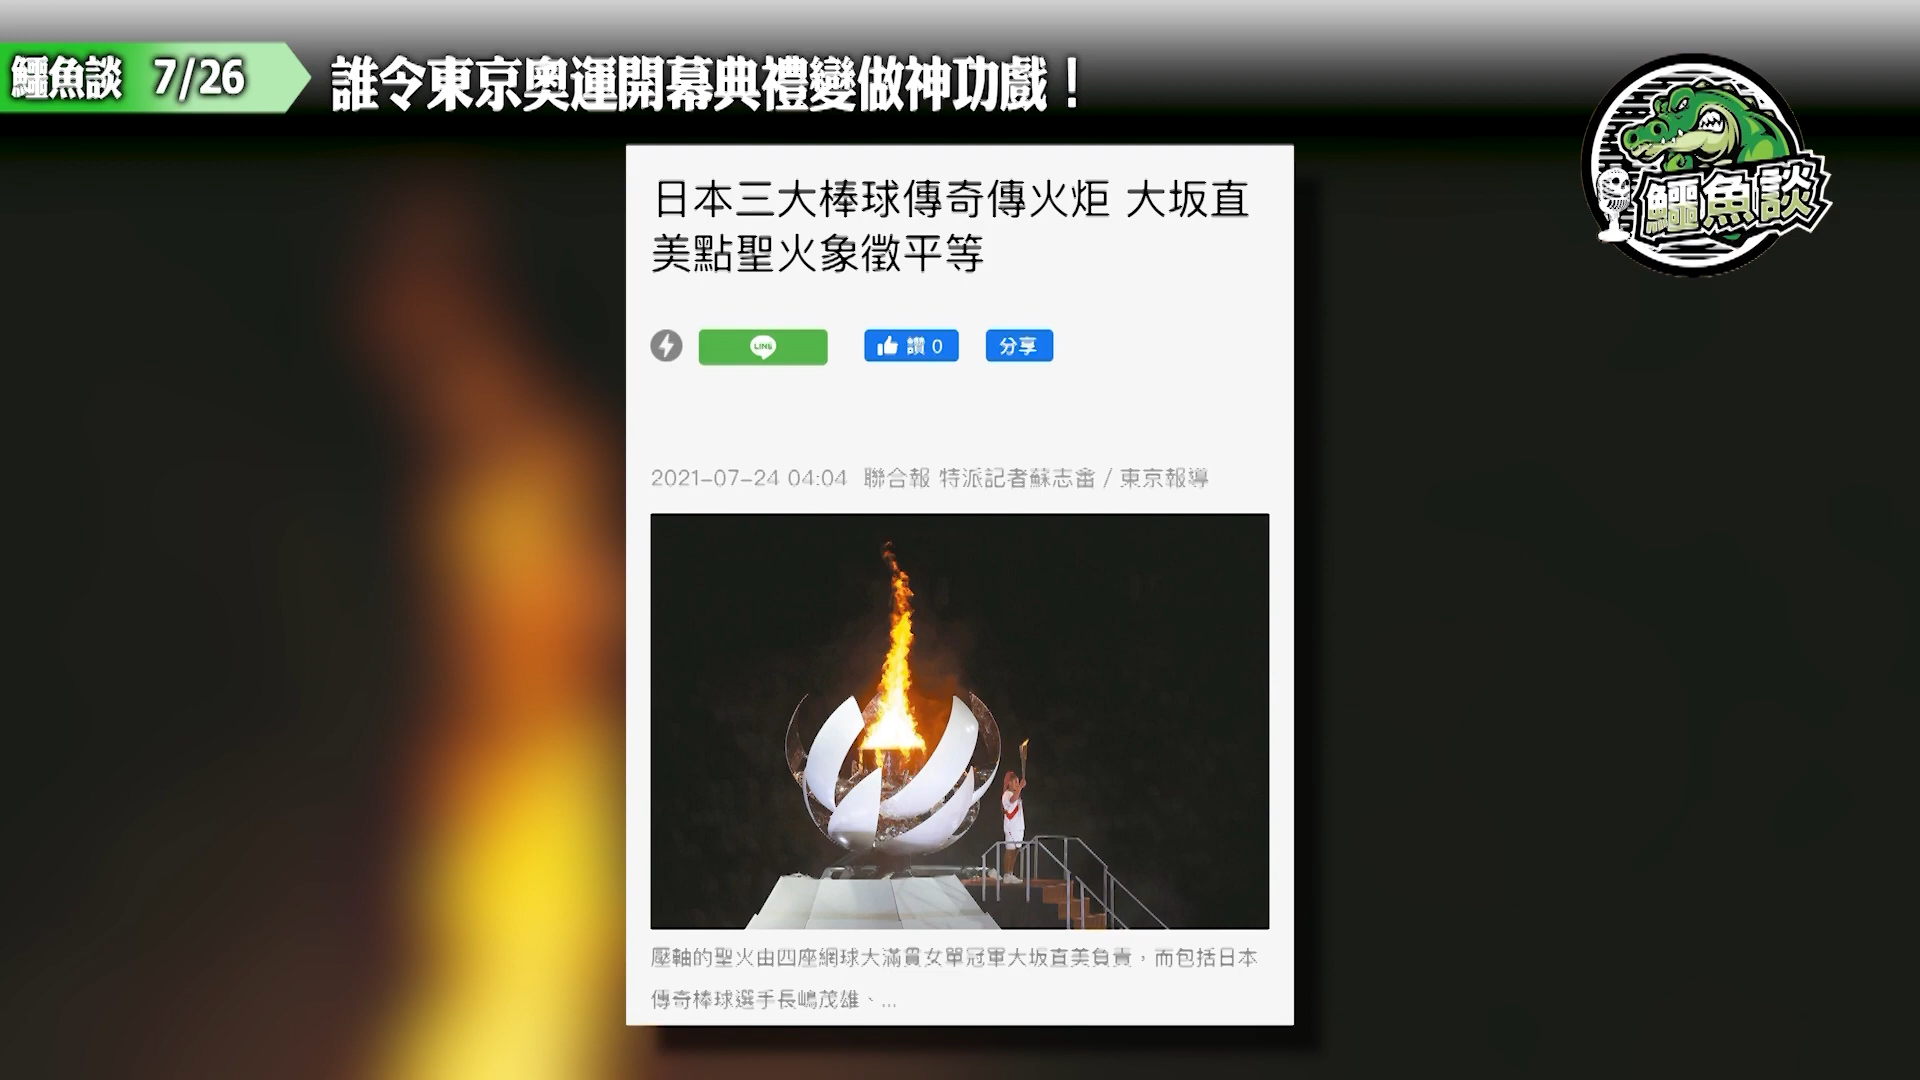 鱷魚談 7/26 誰令東京奧運開幕典禮變做神功戲！
鱷魚談
日本三大棒球傳奇傳火炬 大坂直
美點聖火象徵平等
LINE 讚 0 分享
2021-07-24 04:04 聯合報 特派記者蘇志畬 / 東京報導
壓軸的聖火由四座網球大滿貫女單冠軍大坂直美負責，而包括日本
傳奇棒球選手長嶋茂雄、...